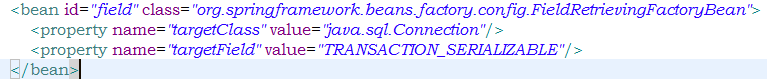 <bean id="field" class="org.springframework.beans.factory.config.FieldRetrievingFactoryBean">
<property name="targetClass" value="java.sql.Connection"/>
<property name="targetField" value="TRANSACTION_SERIALIZABLE"/>
</bean>